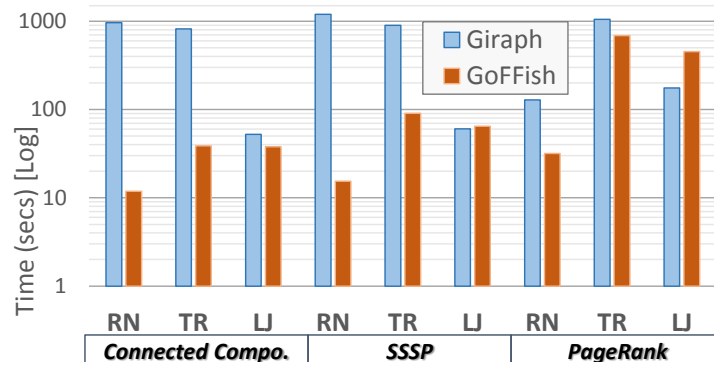 Time (secs) [Log]
1000
100
10
1
Giraph
GoFFish
RN TR LJ RN TR LJ RN TR LJ
Connected Compo. SSSP PageRank